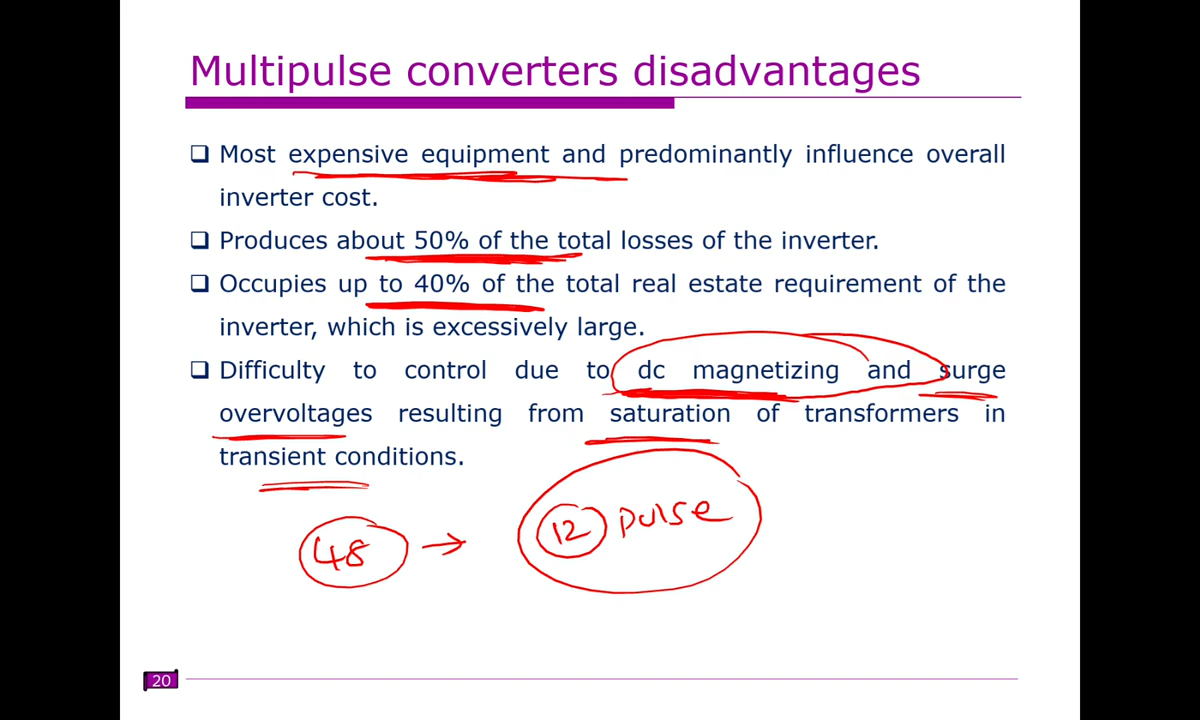 Multipulse converters disadvantages
❑ Most expensive equipment and predominantly influence overall
inverter cost.
❑ Produces about 50% of the total losses of the inverter.
❑ Occupies up to 40% of the total real estate requirement of the
inverter, which is excessively large.
❑ Difficulty to control due to dc magnetizing and surge
overvoltages resulting from saturation of transformers in
transient conditions.
48 → 12 pulse
20